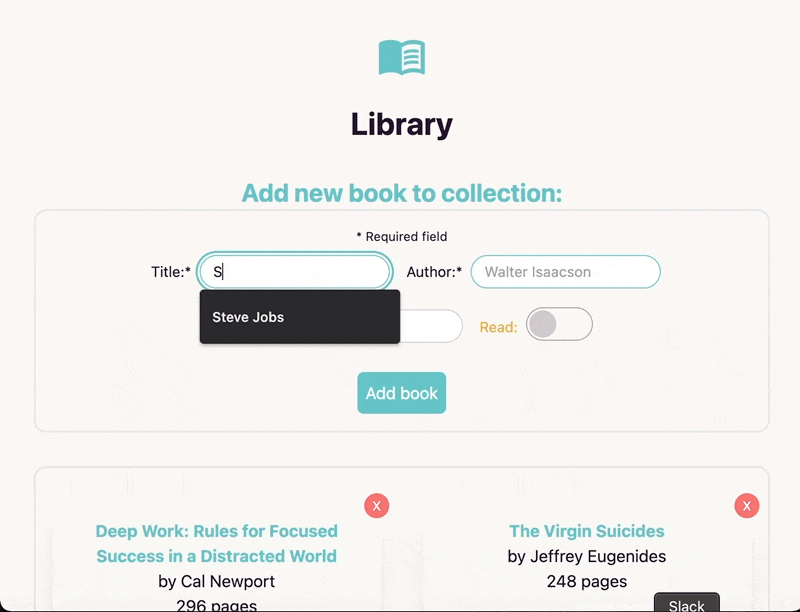 Library
Add new book to collection:
* Required field
Title:* S Author:* Walter Isaacson
Steve Jobs
Read:
Add book
X X
Deep Work: Rules for Focused
Success in a Distracted World
by Cal Newport
296 pages
The Virgin Suicides
by Jeffrey Eugenides
248 pages
Slack